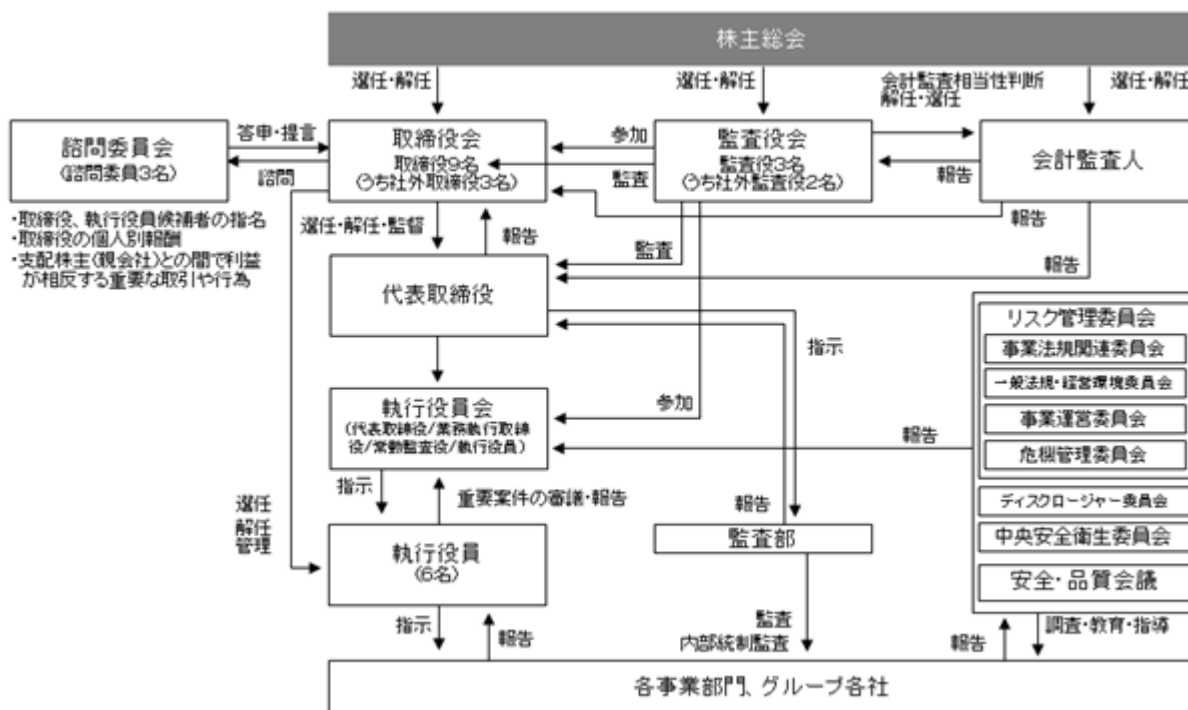 株主総会
選任・解任
選任・解任
会計監査相当性判断
解任・選任
選任・解任
諮問委員会
(諮問委員3名)
答申・提言
諮問
取締役会
取締役9名
(うち社外取締役3名)
参加
監査
監査役会
監査役3名
(うち社外監査役2名)
報告
会計監査人
・取締役、執行役員候補者の指名
・取締役の個人別報酬
・支配株主(親会社)との間で利益
が相反する重要な取引や行為
選任・解任・監督
報告
監査
報告
報告
代表取締役
指示
リスク管理委員会
事業法規関連委員会
一般法規・経営環境委員会
事業運営委員会
危機管理委員会
執行役員会
(代表取締役/業務執行取締
役/常勤監査役/執行役員)
参加
報告
指示
重要案件の審議・報告
選任
解任
管理
執行役員
(6名)
報告
監査部
ディスクロージャー委員会
中央安全衛生委員会
安全・品質会議
指示
報告
監査
内部統制監査
報告
調査・教育・指導
各事業部門、グループ各社